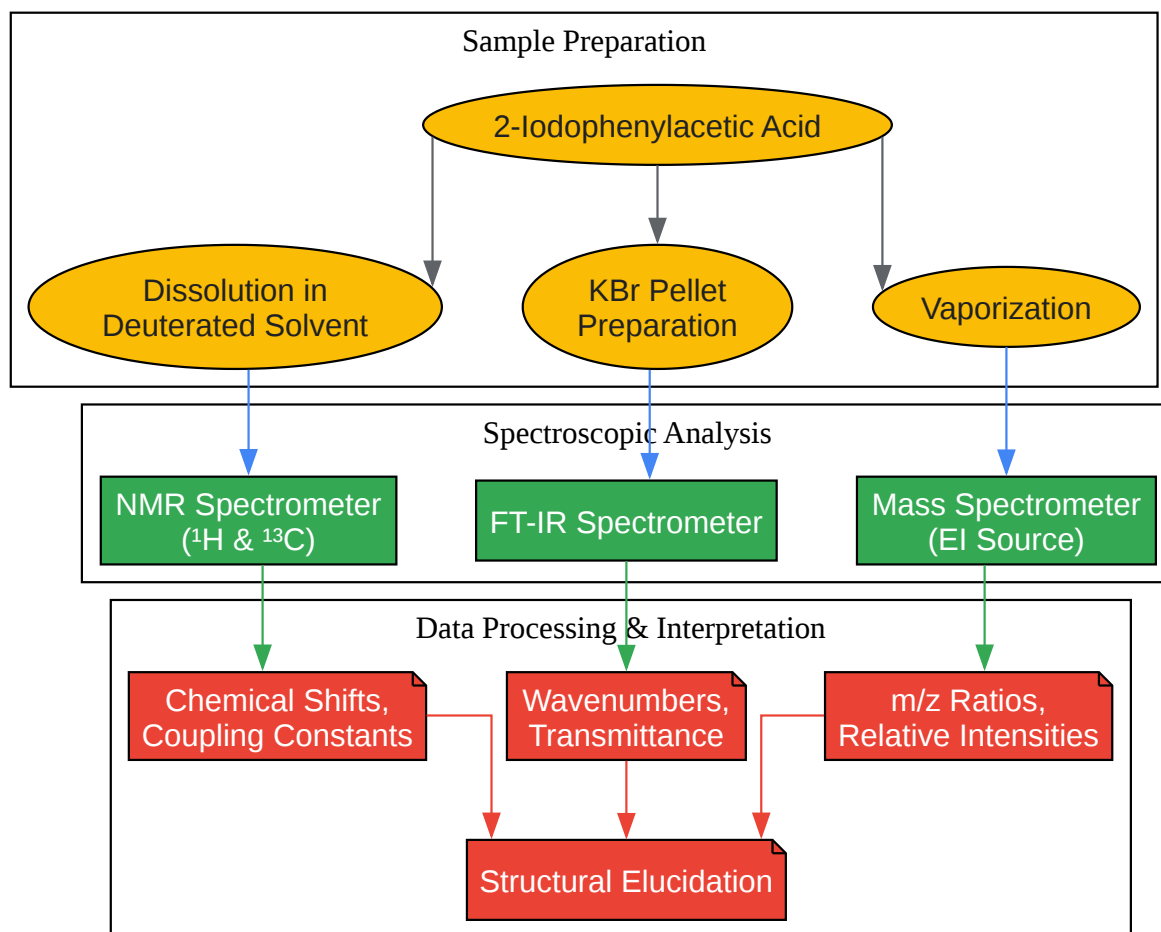 Sample Preparation
2-Iodophenylacetic Acid
Dissolution in
Deuterated Solvent
KBr Pellet
Preparation
Vaporization
Spectroscopic Analysis
NMR Spectrometer
(¹H & ¹³C)
FT-IR Spectrometer
Mass Spectrometer
(EI Source)
Data Processing & Interpretation
Chemical Shifts,
Coupling Constants
Wavenumbers,
Transmittance
m/z Ratios,
Relative Intensities
Structural Elucidation